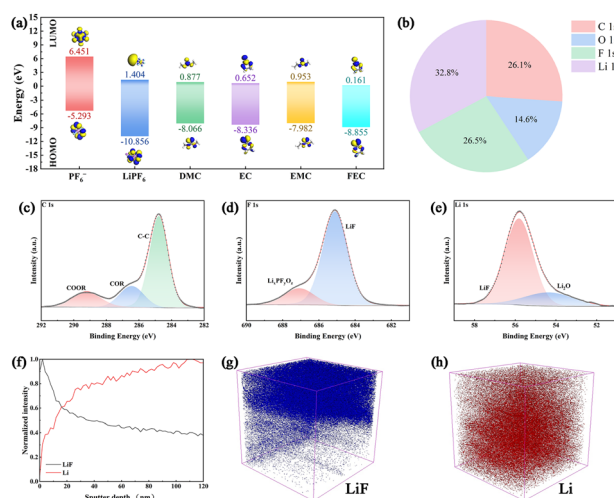 (a)
LUMO
HOMO
Energy (eV)
15
12
9
6
3
0
-3
-6
-9
-12
-15
-18
6.451
1.404
0.877
0.652
0.953
0.161
-5.293
-10.856
-8.066
-8.336
-7.982
-8.855
PF₆⁻
LiPF₆
DMC
EC
EMC
FEC
(b)
C 1s
O 1
F 1s
Li 1
26.1%
14.6%
26.5%
32.8%
(c)
C 1s
C-C
COOR
COR
Intensity (a.u.)
292 290 288 286 284 282
Binding Energy (eV)
(d)
F 1s
LiF
Intensity (a.u.)
690 688 686 684 682
Binding Energy (eV)
(e)
Li 1s
LiF
Li₂O
Intensity (a.u.)
58 56 54 52
Binding Energy (eV)
(f)
Normalized intensity
1.0
0.8
0.6
0.4
0.2
0.0
LiF
Li
0 20 40 60 80 100 120
Sputter depth (nm)
(g)
LiF
(h)
Li